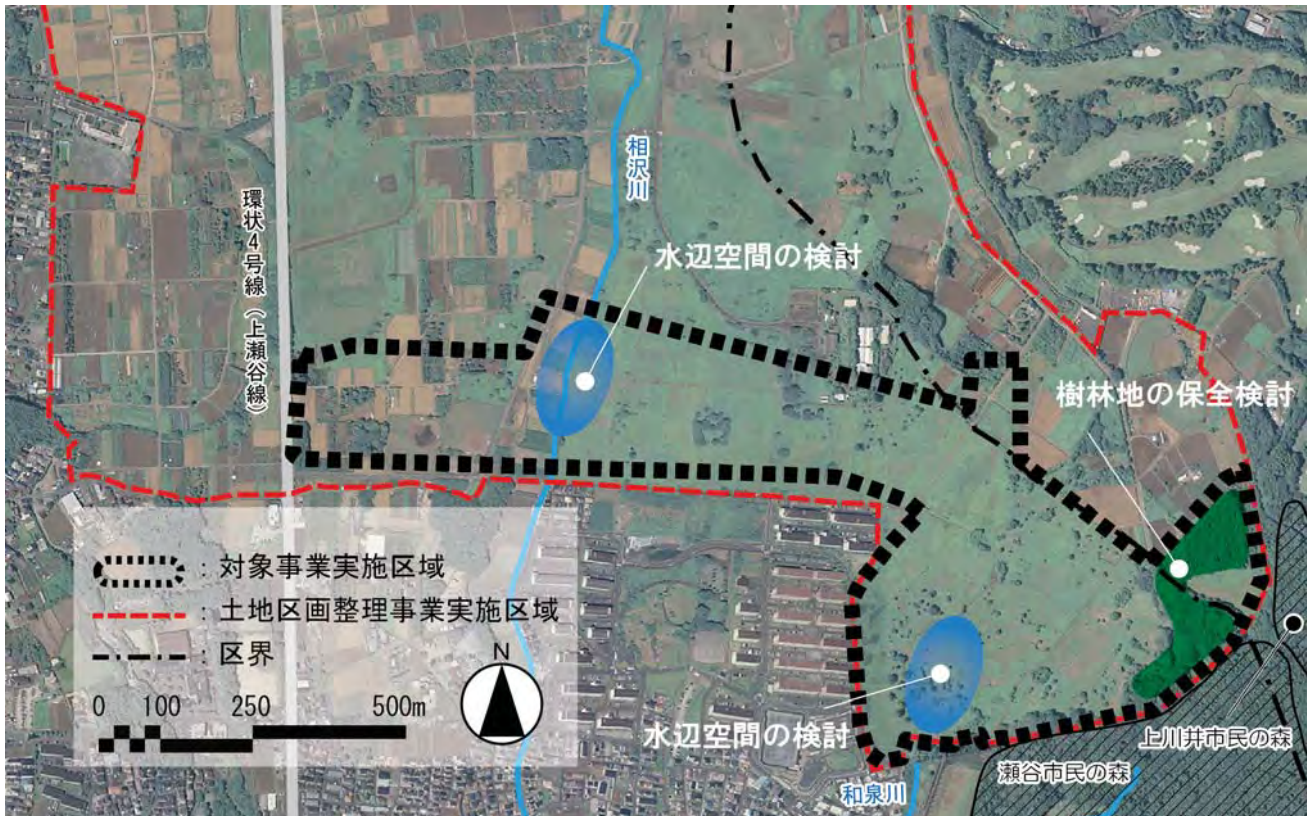 相沢川
環状4号線(上瀬谷線)
水辺空間の検討
樹林地の保全検討
: 対象事業実施区域
: 土地区画整理事業実施区域
: 区界
N
0 100 250 500m
水辺空間の検討
上川井市民の森
瀬谷市民の森
和泉川